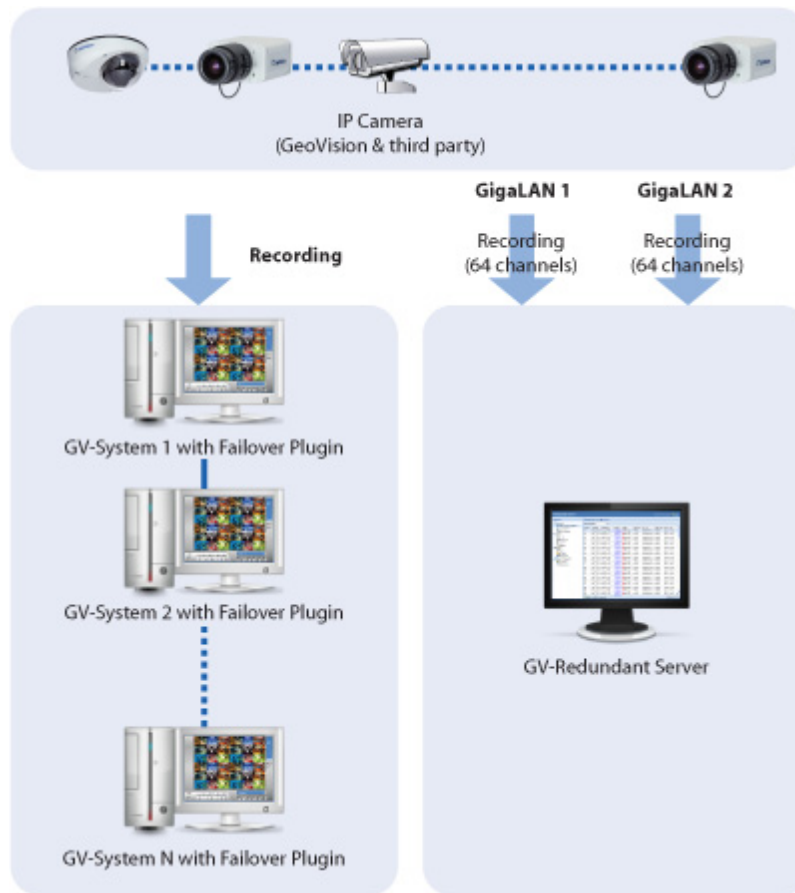 IP Camera
(GeoVision & third party)
GigaLAN 1
GigaLAN 2
Recording
Recording
(64 channels)
Recording
(64 channels)
GV-System 1 with Failover Plugin
GV-System 2 with Failover Plugin
GV-Redundant Server
GV-System N with Failover Plugin